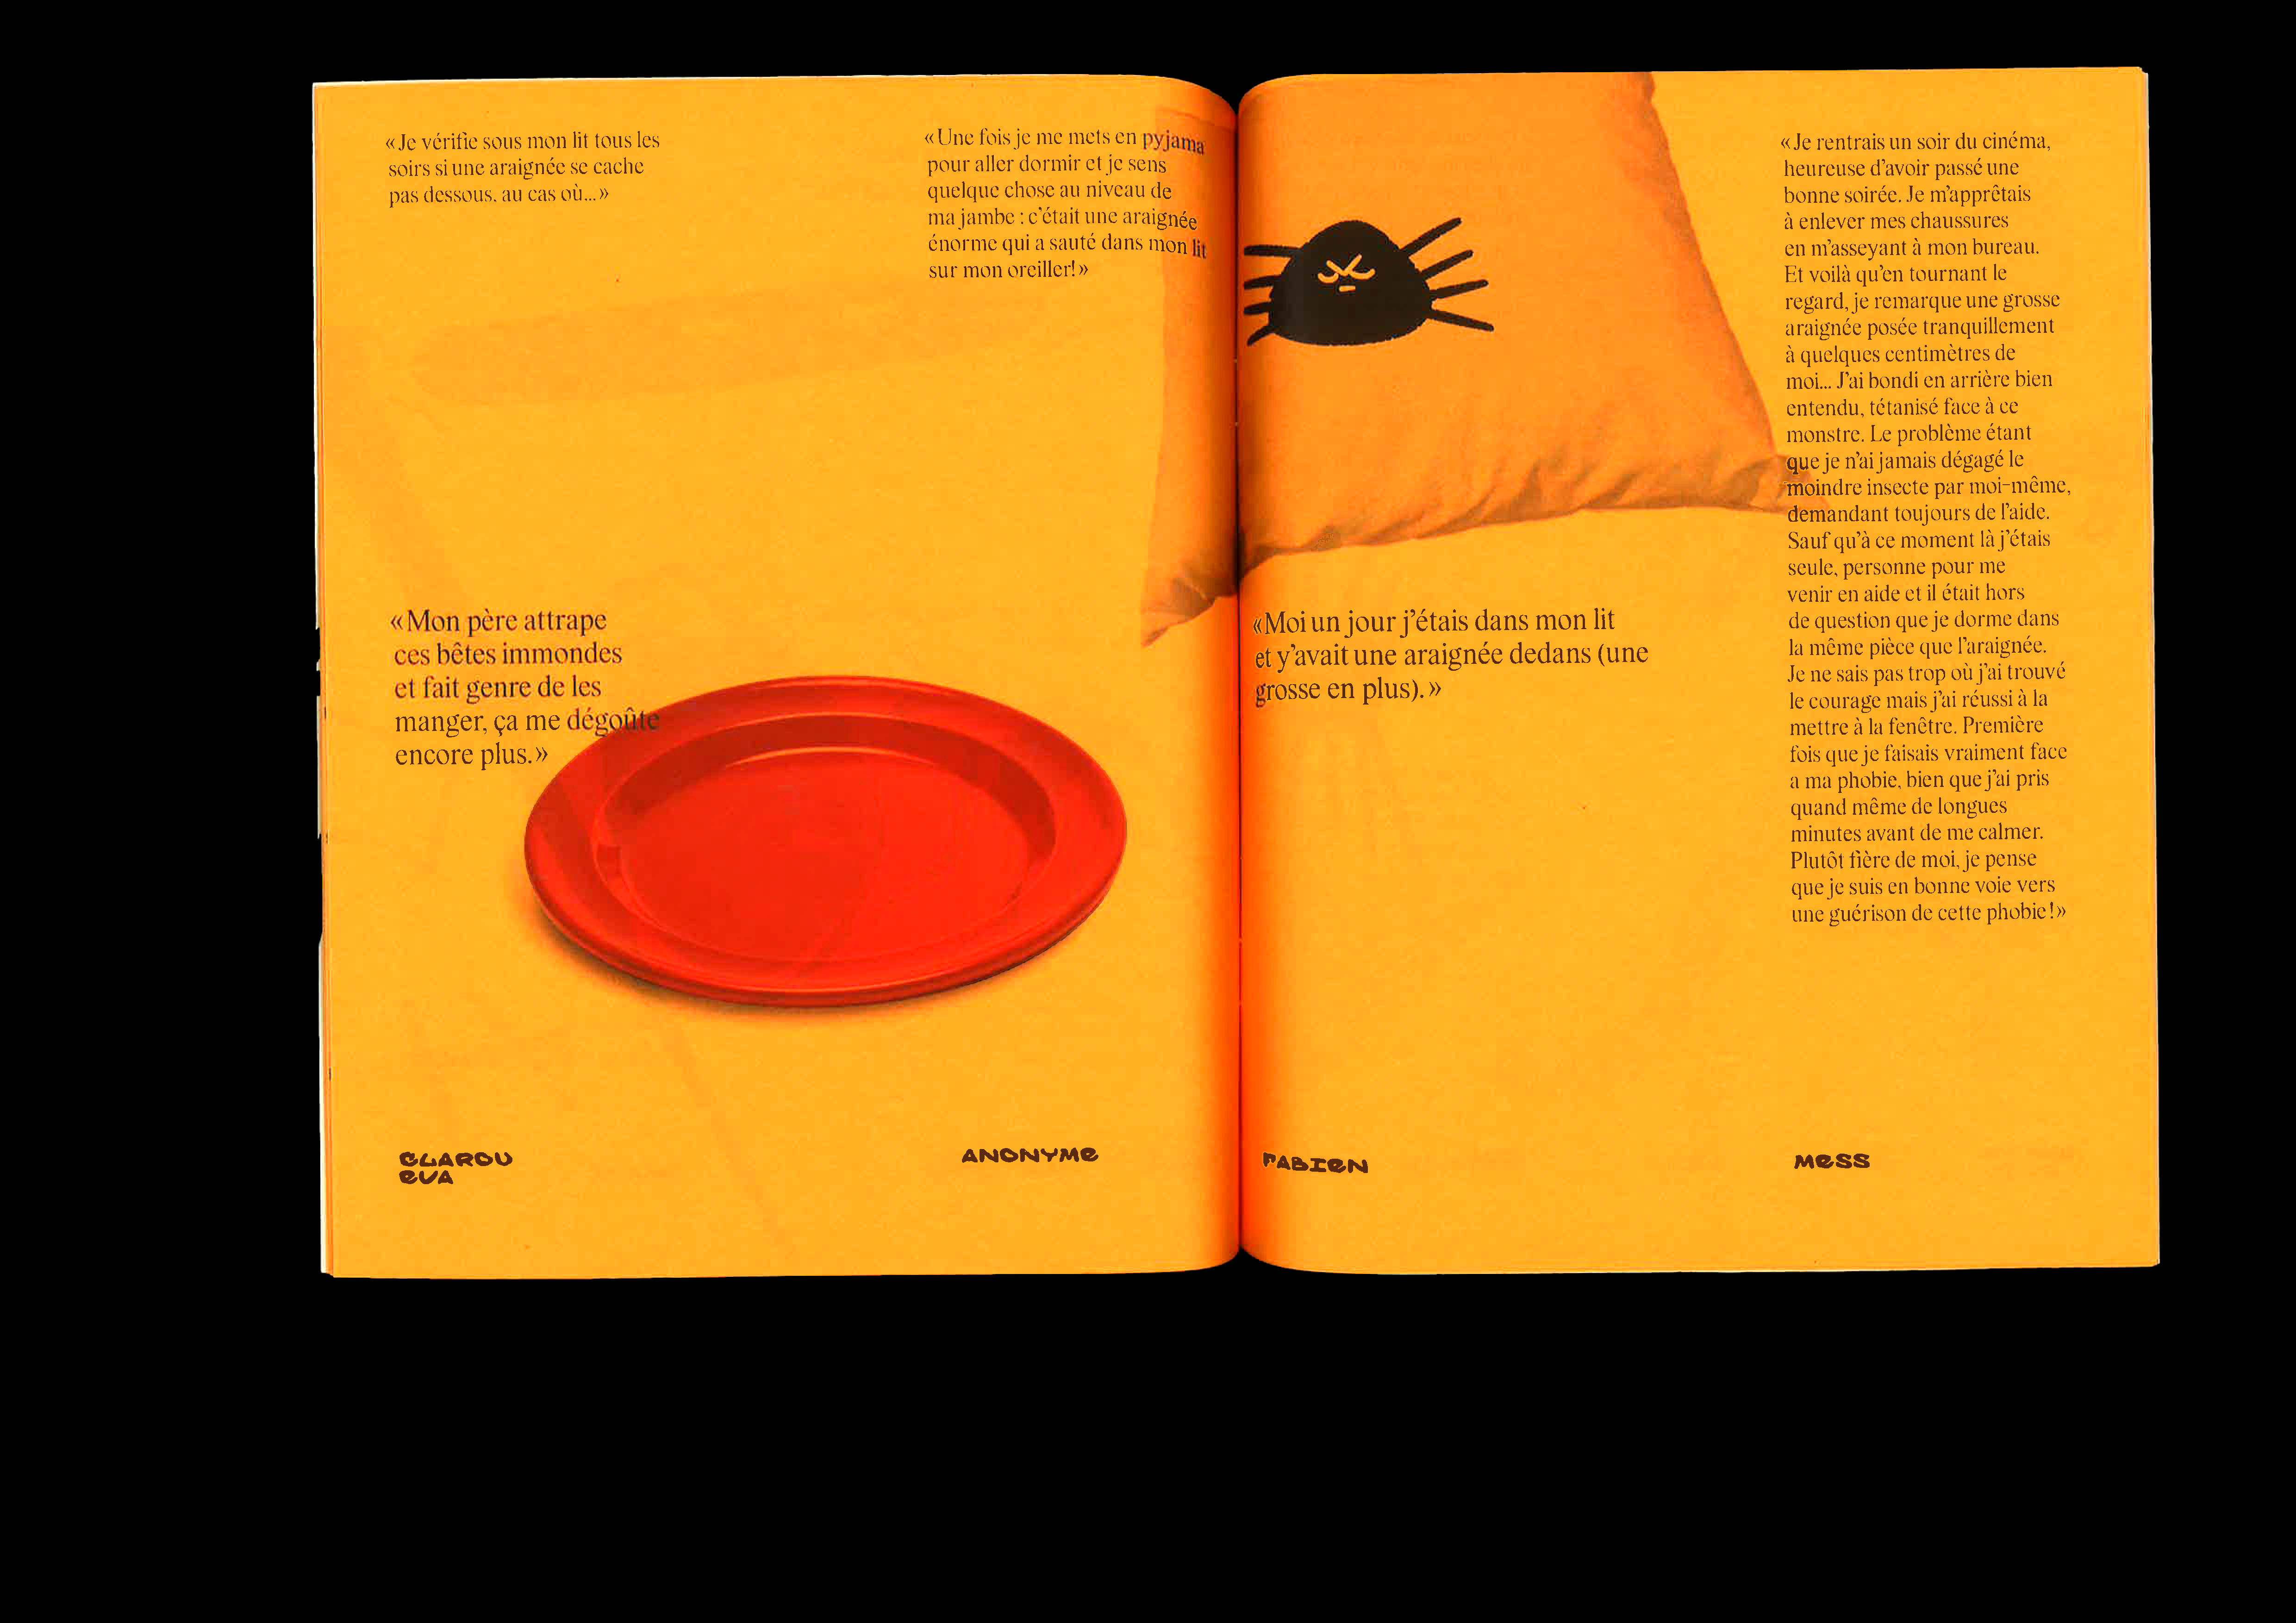 «Je vérifie sous mon lit tous les
soirs si une araignée se cache
pas dessous, au cas où...»
«Mon père attrape
ces bêtes immondes
et fait genre de les
manger, ça me dégoûte
encore plus.»
CLAROU
EVA
«Une fois je me mets en pyjama
pour aller dormir et je sens
quelque chose au niveau de
ma jambe : c'était une araignée
énorme qui a sauté dans mon lit
sur mon oreiller!»
ANONYME
«Moi un jour j'étais dans mon lit
et y'avait une araignée dedans (une
grosse en plus).»
FABIEN
«Je rentrais un soir du cinéma,
heureuse d'avoir passé une
bonne soirée. Je m'apprêtais
à enlever mes chaussures
en m'asseyant à mon bureau.
Et voilà qu'en tournant le
regard, je remarque une grosse
araignée posée tranquillement
à quelques centimètres de
moi... J'ai bondi en arrière bien
entendu, tétanisé face à ce
monstre. Le problème étant
que je n'ai jamais dégagé le
moindre insecte par moi-même,
demandant toujours de l'aide.
Sauf qu'à ce moment là j'étais
seule, personne pour me
venir en aide et il était hors
de question que je dorme dans
la même pièce que l'araignée.
Je ne sais pas trop où j'ai trouvé
le courage mais j'ai réussi à la
mettre à la fenêtre. Première
fois que je faisais vraiment face
a ma phobie, bien que j'ai pris
quand même de longues
minutes avant de me calmer.
Plutôt fière de moi, je pense
que je suis en bonne voie vers
une guérison de cette phobie!»
MESS